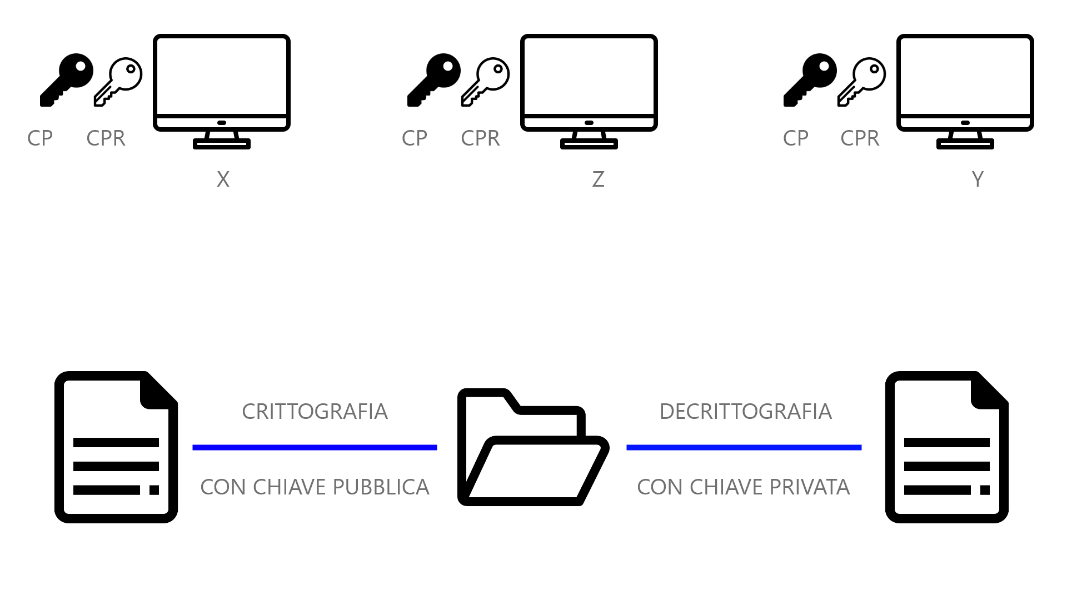 CP CPR
X
CP CPR
Z
CP CPR
Y
CRITTOGRAFIA
CON CHIAVE PUBBLICA
DECRITTOGRAFIA
CON CHIAVE PRIVATA